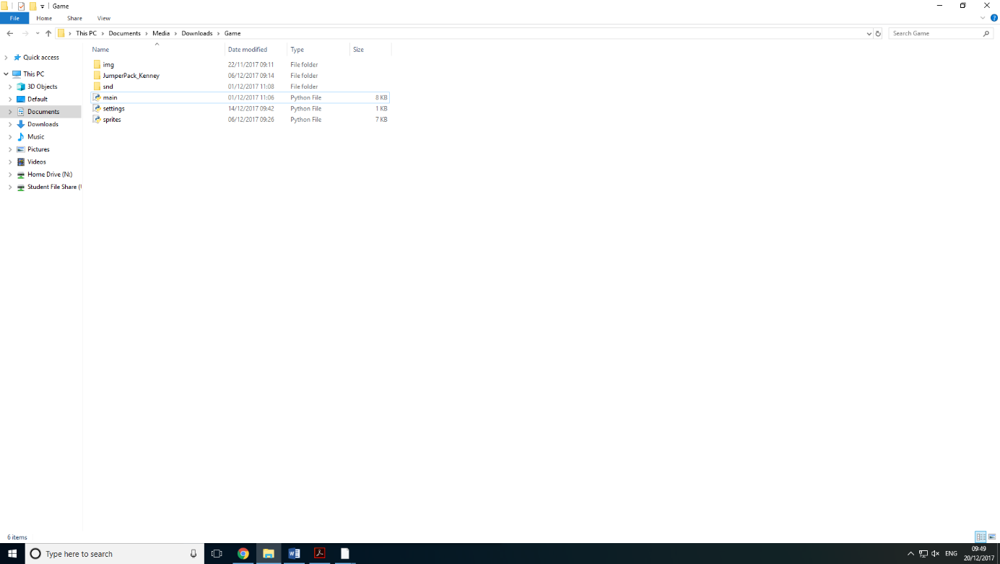 Game
File Home Share View
This PC Documents Media Downloads Game
Search Game
Name Date modified Type Size
Quick access
This PC
3D Objects
Default
Documents
Downloads
Music
Pictures
Videos
Home Drive (N:)
Student File Share (
img 22/11/2017 09:11 File folder
JumperPack_Kenney 06/12/2017 09:14 File folder
snd 01/12/2017 11:08 File folder
main 01/12/2017 11:06 Python File 8 KB
settings 14/12/2017 09:42 Python File 1 KB
sprites 06/12/2017 09:26 Python File 7 KB
6 items
Type here to search
ENG
09:49
20/12/2017